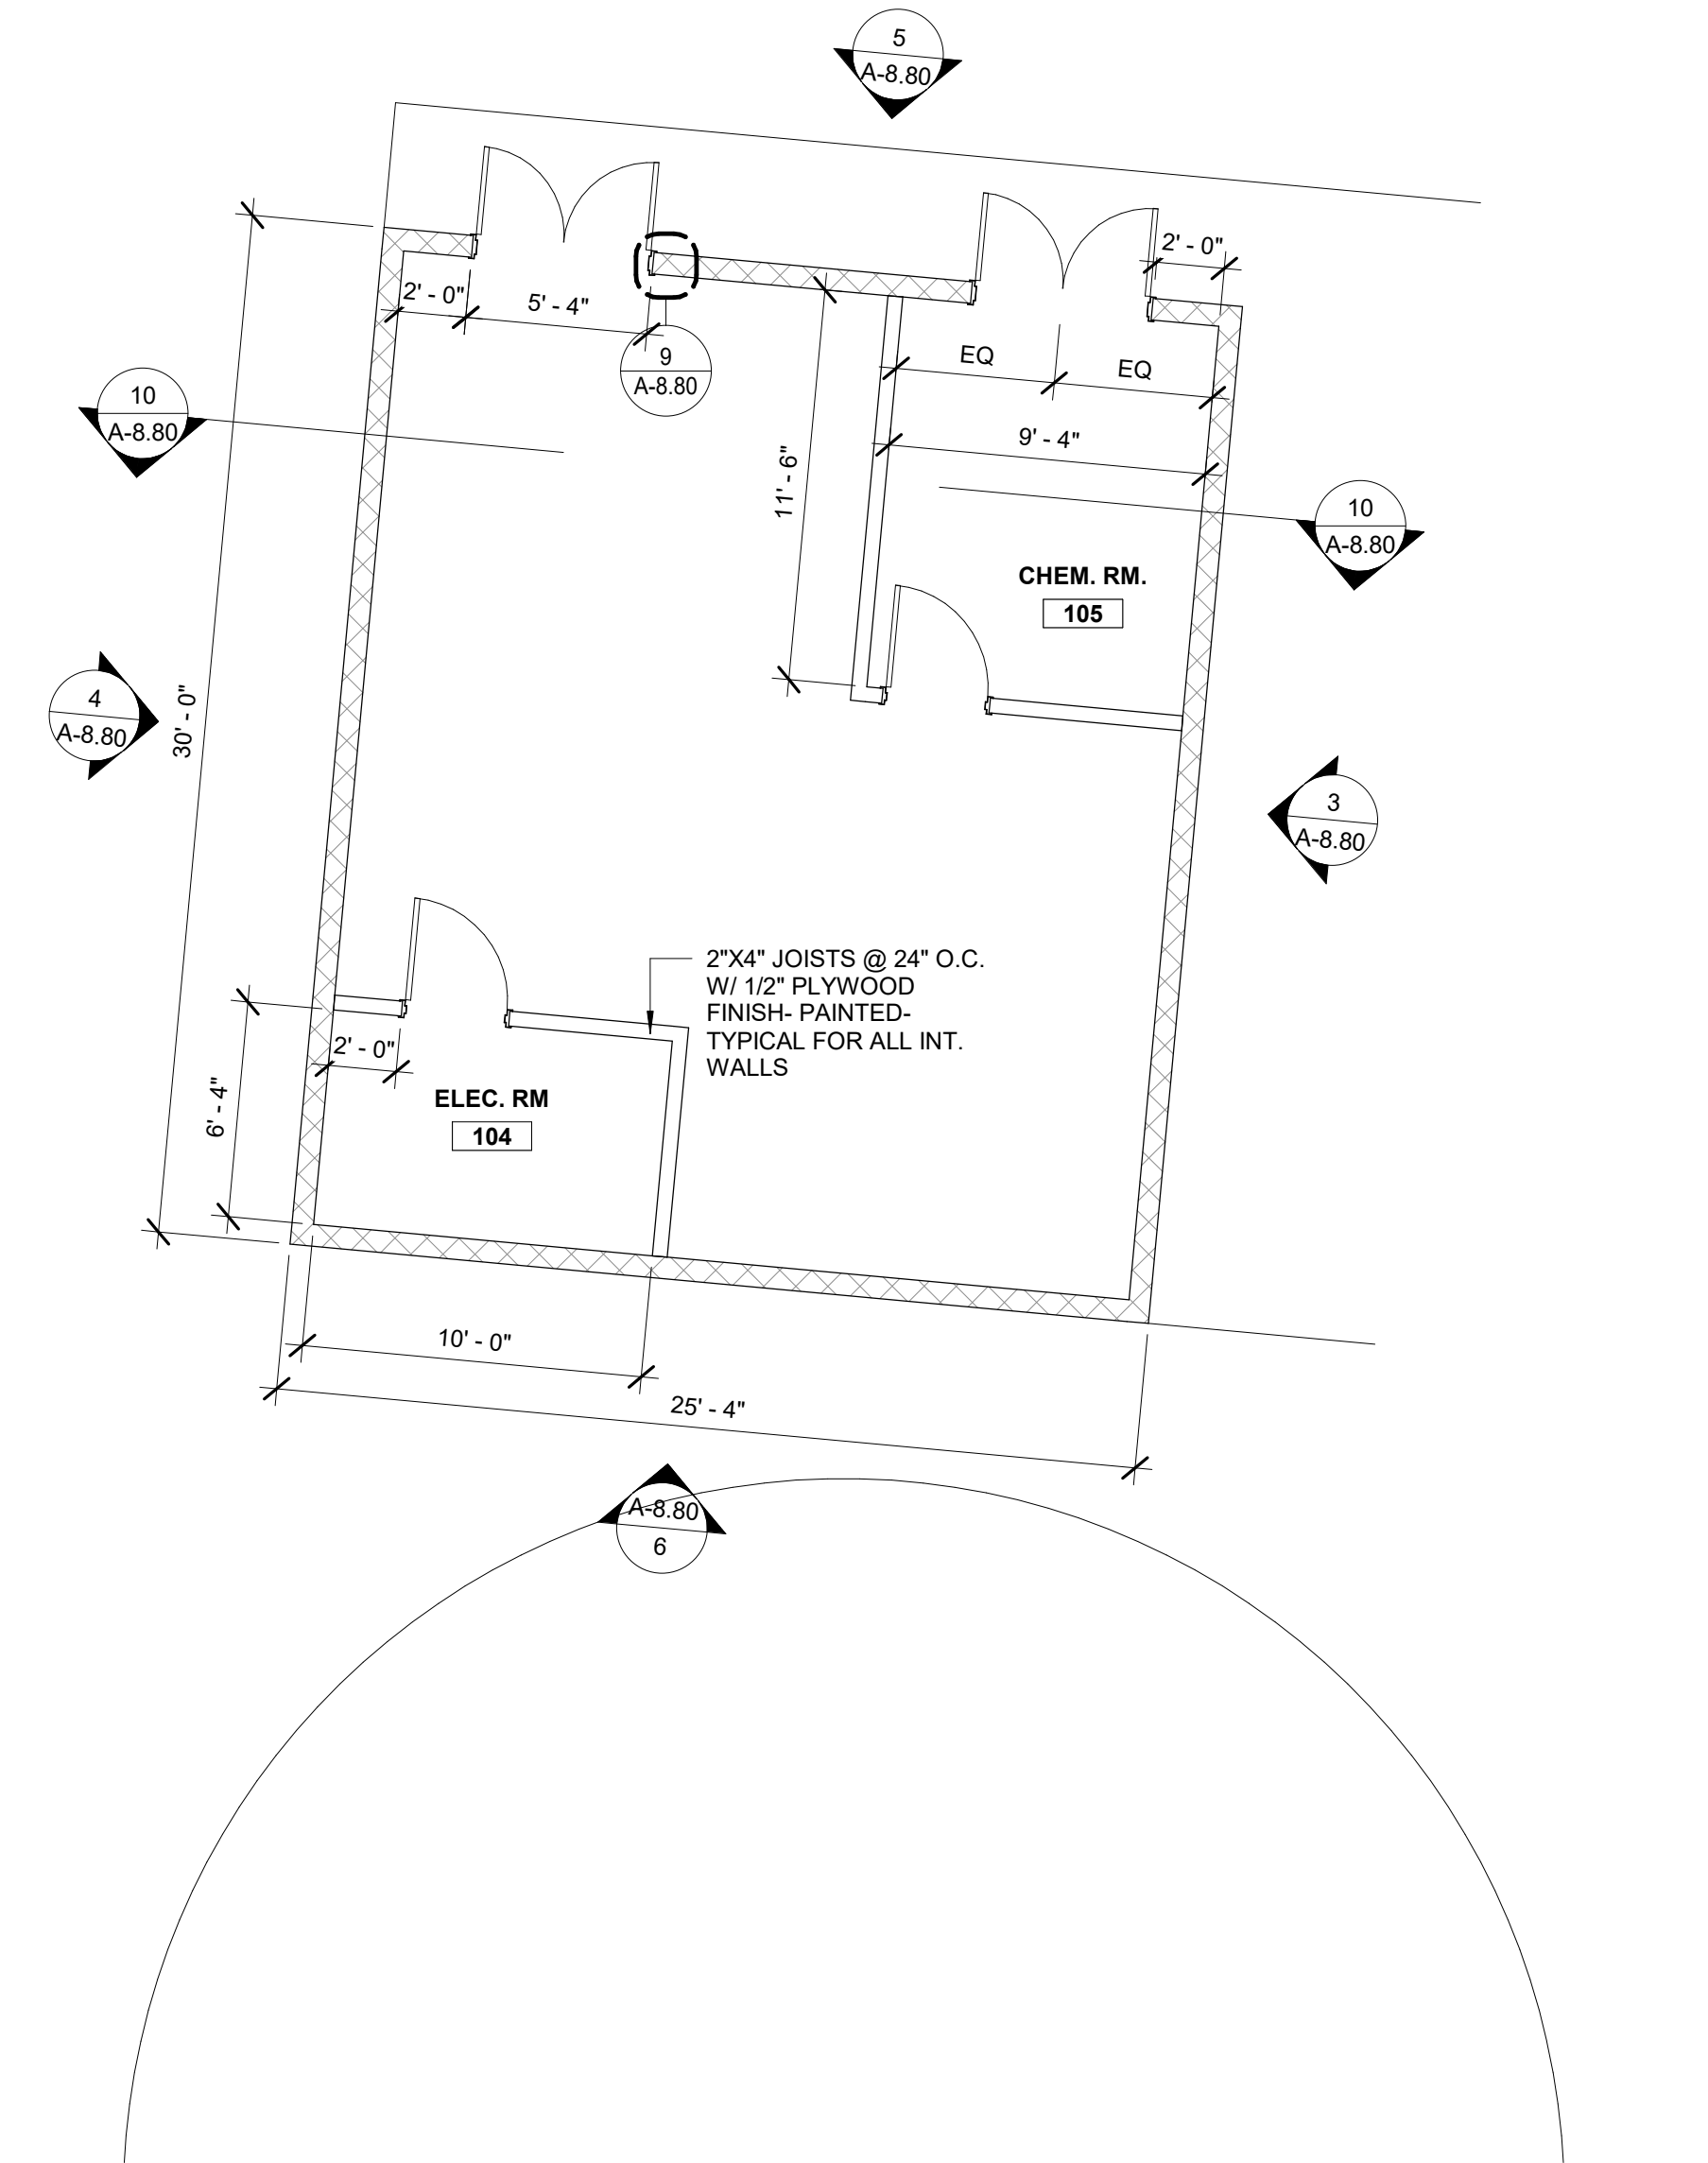 5
A-8.80
2' - 0"
2' - 0"
5' - 4"
9
A-8.80
EQ
EQ
10
A-8.80
9' - 4"
11' - 6"
10
A-8.80
CHEM. RM.
105
4
A-8.80
30' - 0"
3
A-8.80
2"X4" JOISTS @ 24" O.C.
W/ 1/2" PLYWOOD
FINISH- PAINTED-
TYPICAL FOR ALL INT.
WALLS
2' - 0"
6' - 4"
ELEC. RM
104
10' - 0"
25' - 4"
A-8.80
6